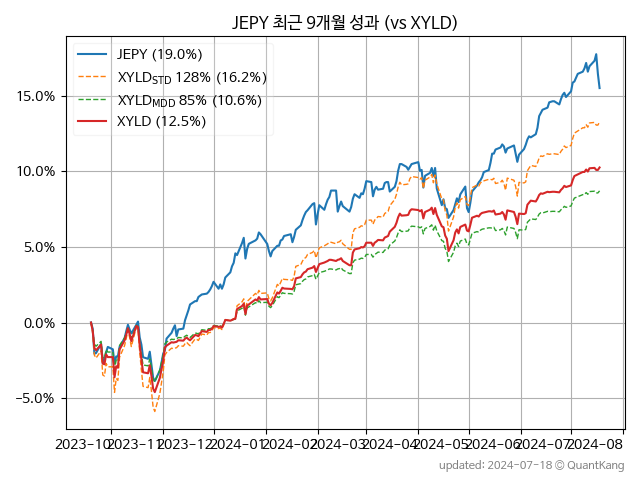 JEPY 최근 9개월 성과 (vs XYLD)
JEPY (19.0%)
XYLD_STD 128% (16.2%)
XYLD_MDD 85% (10.6%)
XYLD (12.5%)
15.0%
10.0%
5.0%
0.0%
−5.0%
2023-10 2023-11 2023-12 2024-01 2024-02 2024-03 2024-04 2024-05 2024-06 2024-07 2024-08
updated: 2024-07-18 © QuantKang